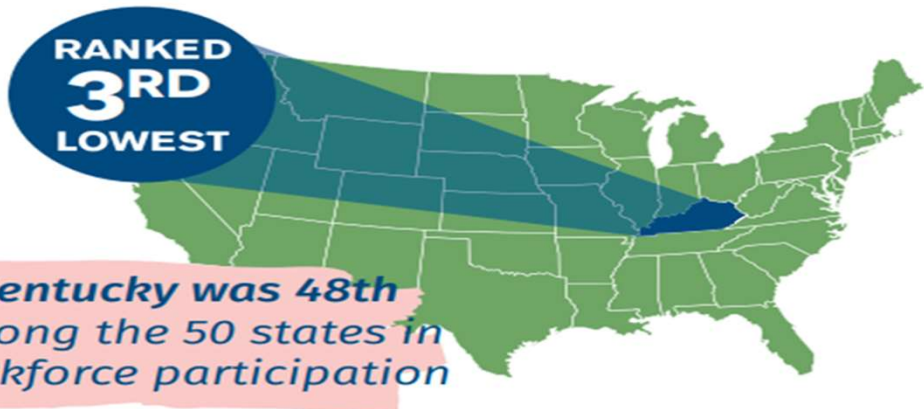 RANKED
3RD
LOWEST
entucky was 48th
ong the 50 states in
kforce participation